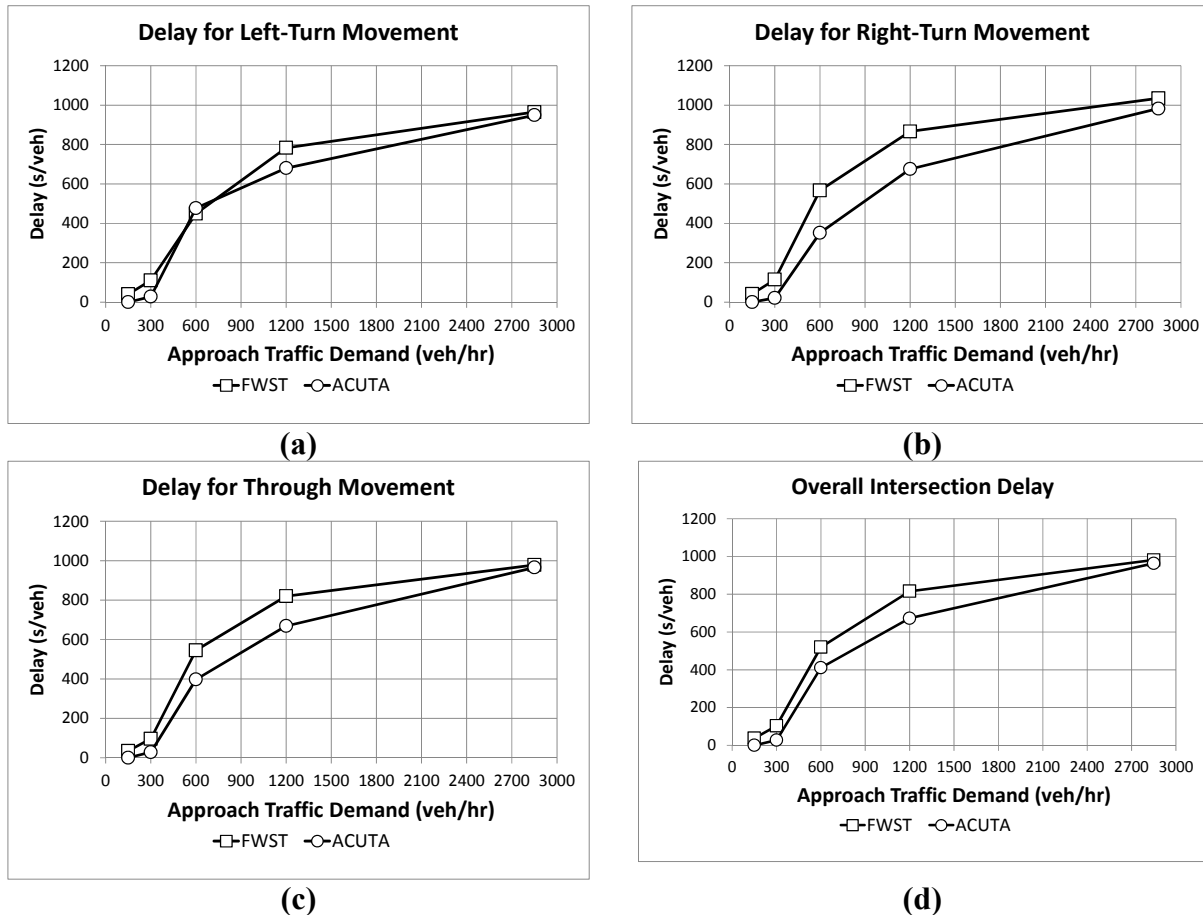 Delay for Left-Turn Movement
1200
1000
800
600
400
200
0
Delay (s/veh)
0 300 600 900 1200 1500 1800 2100 2400 2700 3000
Approach Traffic Demand (veh/hr)
FWST ACUTA
(a)
Delay for Right-Turn Movement
1200
1000
800
600
400
200
0
Delay (s/veh)
0 300 600 900 1200 1500 1800 2100 2400 2700 3000
Approach Traffic Demand (veh/hr)
FWST ACUTA
(b)
Delay for Through Movement
1200
1000
800
600
400
200
0
Delay (s/veh)
0 300 600 900 1200 1500 1800 2100 2400 2700 3000
Approach Traffic Demand (veh/hr)
FWST ACUTA
(c)
Overall Intersection Delay
1200
1000
800
600
400
200
0
Delay (s/veh)
0 300 600 900 1200 1500 1800 2100 2400 2700 3000
Approach Traffic Demand (veh/hr)
FWST ACUTA
(d)